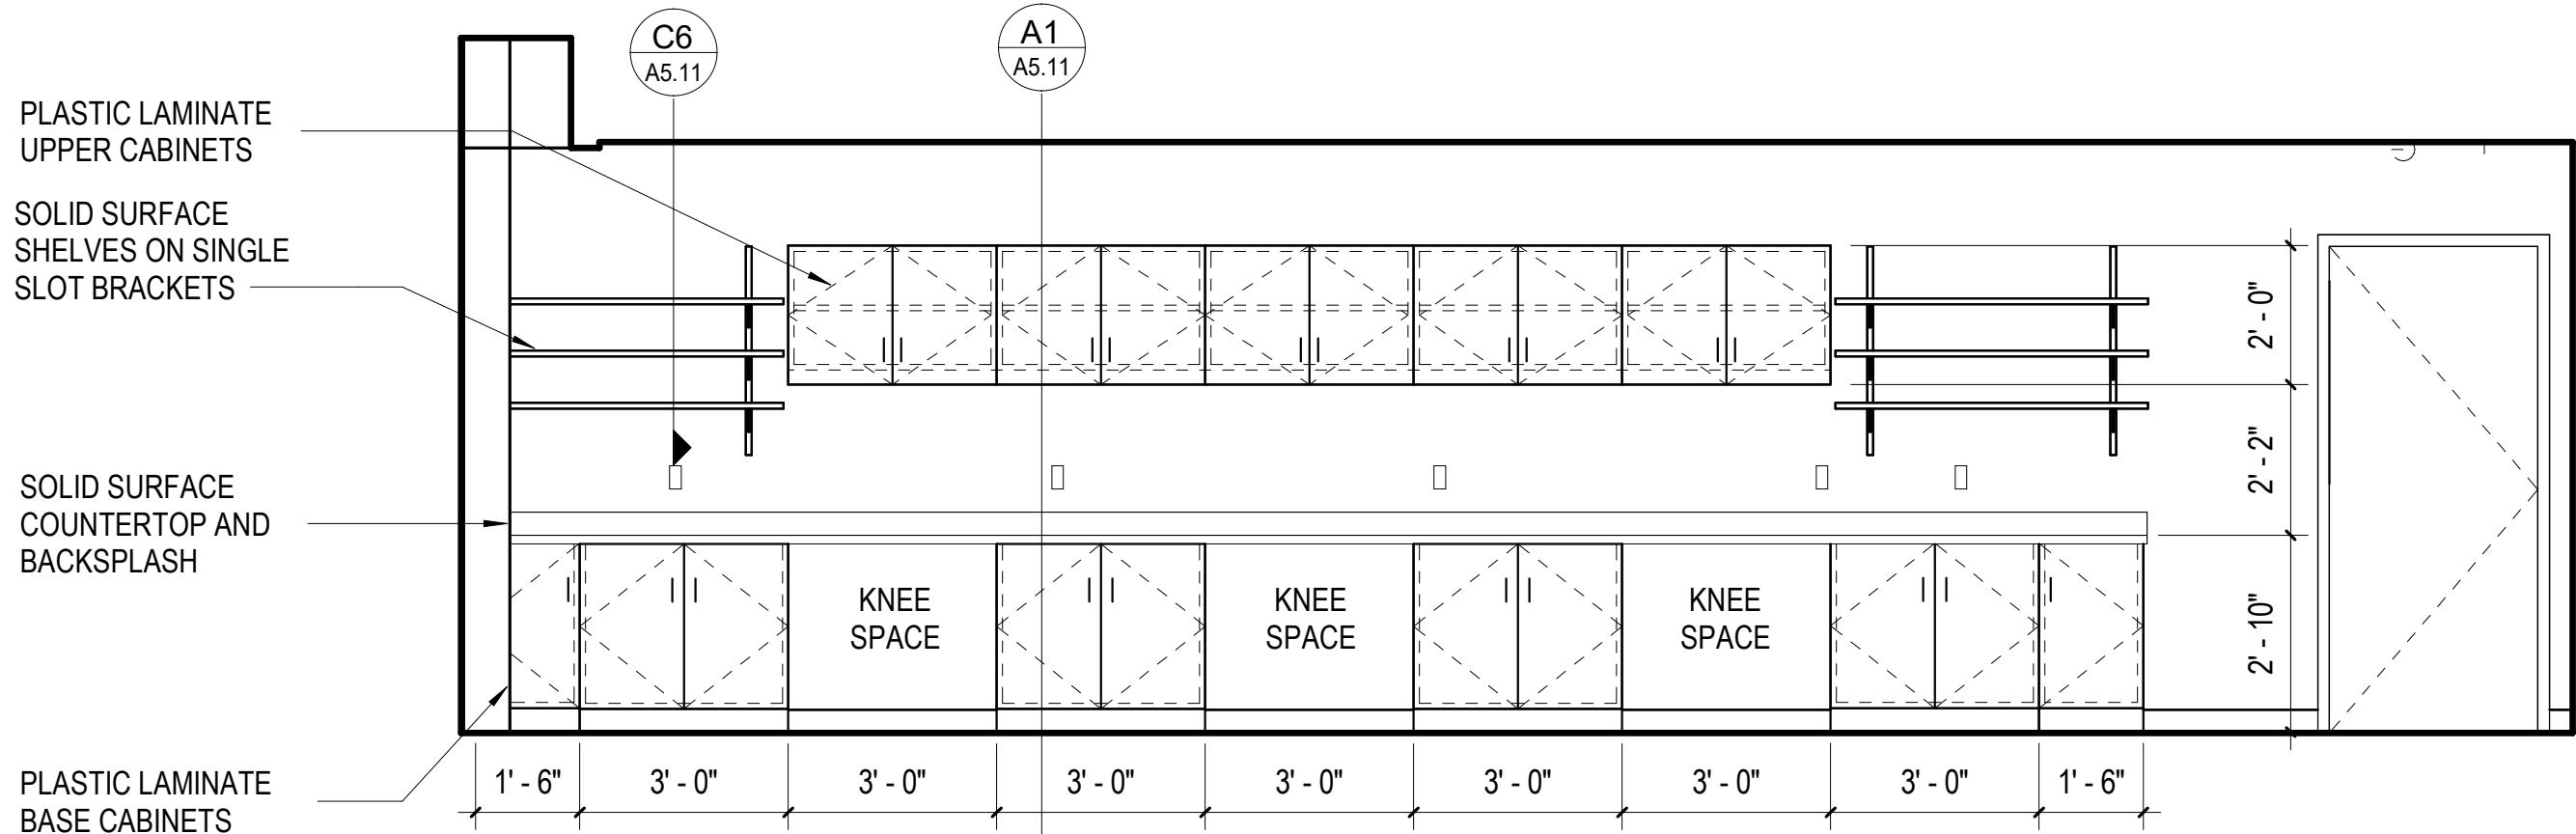 C6
A5.11
A1
A5.11
PLASTIC LAMINATE
UPPER CABINETS
SOLID SURFACE
SHELVES ON SINGLE
SLOT BRACKETS
2' - 0"
2' - 2"
SOLID SURFACE
COUNTERTOP AND
BACKSPLASH
KNEE
SPACE
KNEE
SPACE
KNEE
SPACE
2' - 10"
PLASTIC LAMINATE
BASE CABINETS
1' - 6"
3' - 0"
3' - 0"
3' - 0"
3' - 0"
3' - 0"
3' - 0"
3' - 0"
1' - 6"